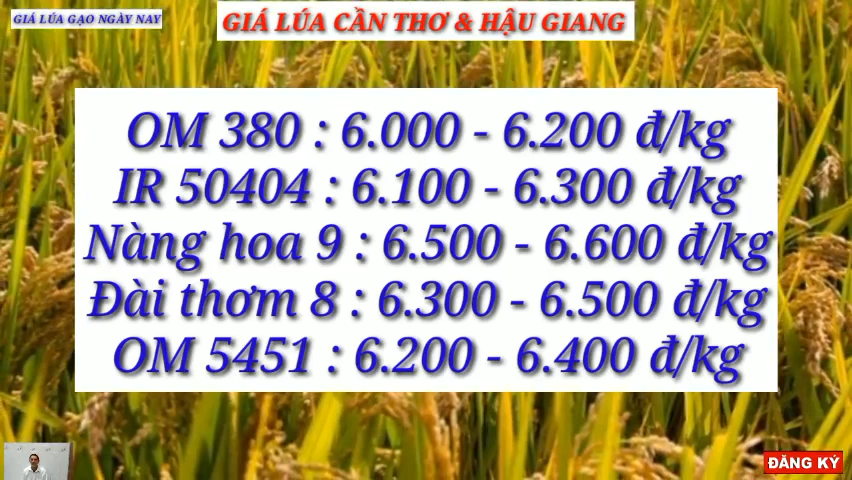 GIÁ LÚA GẠO NGÀY NAY
GIÁ LÚA CẦN THƠ & HẬU GIANG
OM 380 : 6.000 - 6.200 đ/kg
IR 50404 : 6.100 - 6.300 đ/kg
Nàng hoa 9 : 6.500 - 6.600 đ/kg
Đài thơm 8 : 6.300 - 6.500 đ/kg
OM 5451 : 6.200 - 6.400 đ/kg
ĐĂNG KÝ